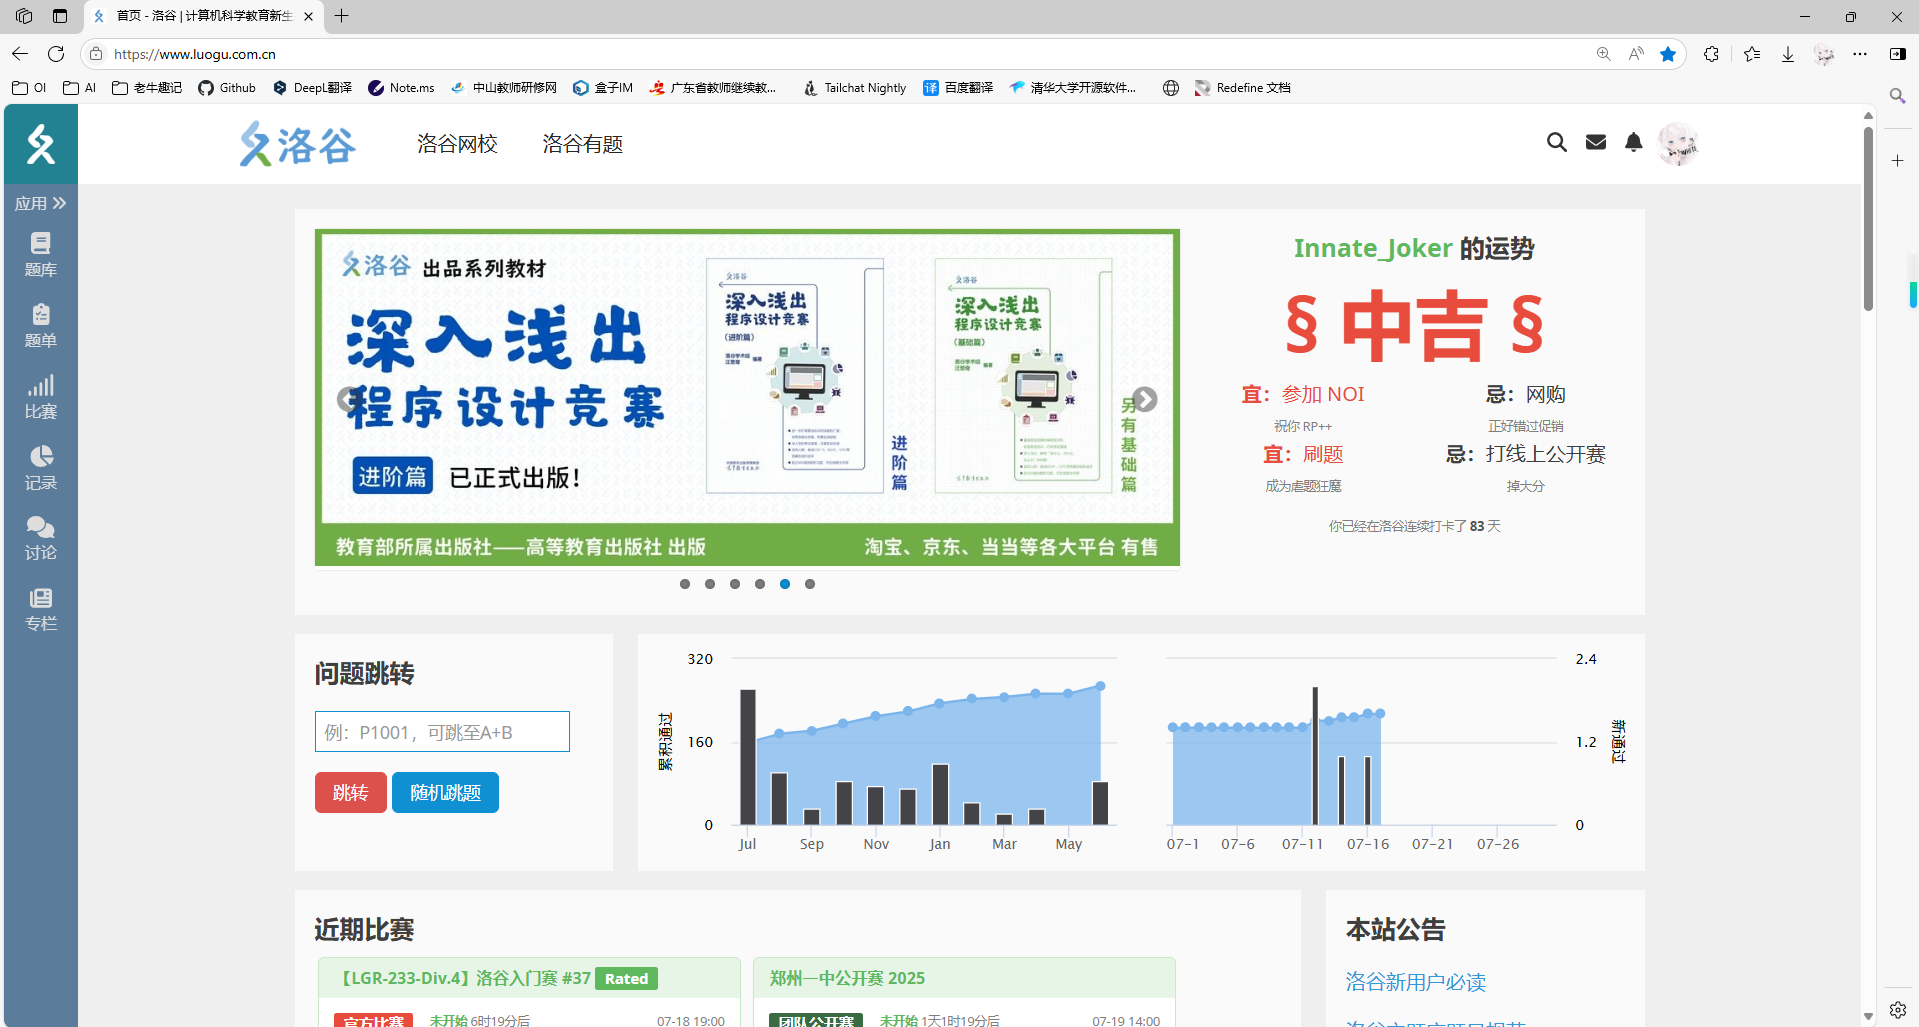 首页 - 洛谷 | 计算机科学教育新生
https://www.luogu.com.cn
OI
AI
老牛趣记
Github
DeepL翻译
Note.ms
中山教师研修网
盒子IM
广东省教师继续教...
Tailchat Nightly
百度翻译
清华大学开源软件...
Redefine 文档
洛谷
洛谷网校
洛谷有题
应用
题库
题单
比赛
记录
讨论
专栏
洛谷 出品系列教材
深入浅出
程序设计竞赛
进阶篇 已正式出版！
洛谷
深入浅出
程序设计竞赛
（进阶篇）
进阶篇
洛谷
深入浅出
程序设计竞赛
（基础篇）
另有基础篇
教育部所属出版社——高等教育出版社 出版
淘宝、京东、当当等各大平台 有售
Innate_Joker 的运势
§ 中吉 §
宜：参加 NOI
祝你 RP++
忌：网购
正好错过促销
宜：刷题
成为虐题狂魔
忌：打线上公开赛
掉大分
你已经在洛谷连续打卡了 83 天
问题跳转
例：P1001，可跳至A+B
跳转
随机跳题
320
160
0
累积通过
Jul
Sep
Nov
Jan
Mar
May
2.4
1.2
0
新通过
07-1
07-6
07-11
07-16
07-21
07-26
近期比赛
【LGR-233-Div.4】洛谷入门赛 #37 Rated
官方比赛 未开始 6时19分后 07-18 19:00
郑州一中公开赛 2025
团队公开赛 未开始 1天1时19分后 07-19 14:00
本站公告
洛谷新用户必读